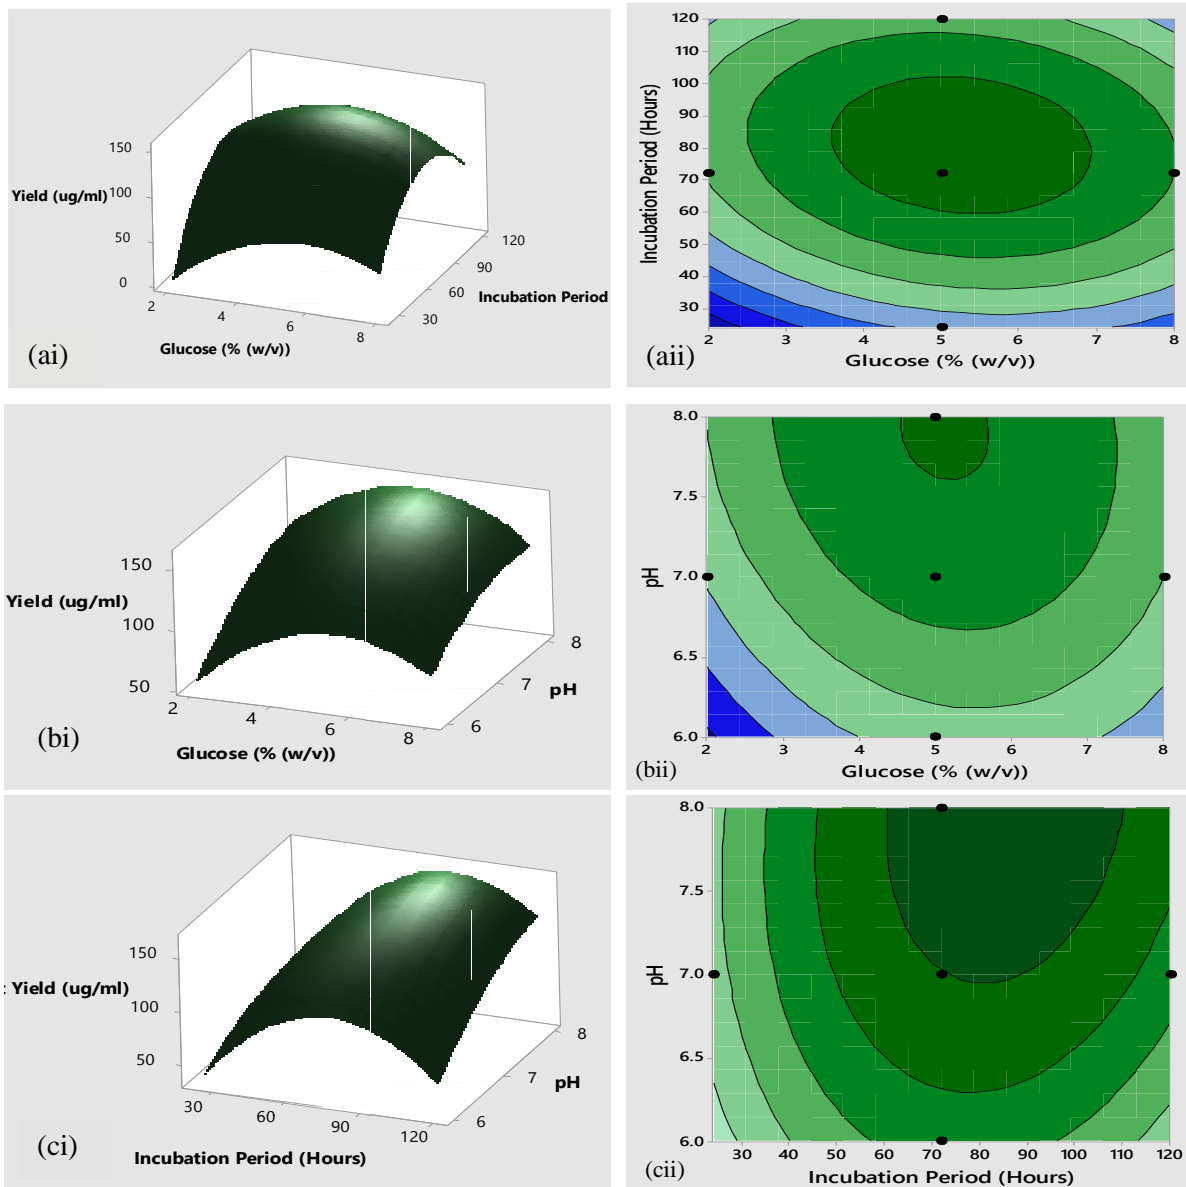 150
Yield (ug/ml)
100
50
0
2
4
6
8
Glucose (% (w/v))
30
60
90
120
Incubation Period
(ai)
120
110
100
90
80
70
60
50
40
30
Incubation Period (Hours)
2 3 4 5 6 7 8
Glucose (% (w/v))
(aii)
150
Yield (ug/ml)
100
50
2
4
6
8
Glucose (% (w/v))
6
7
8
pH
(bi)
8.0
7.5
7.0
6.5
6.0
pH
2 3 4 5 6 7 8
Glucose (% (w/v))
(bii)
150
: Yield (ug/ml)
100
50
30
60
90
120
Incubation Period (Hours)
6
7
8
pH
(ci)
8.0
7.5
7.0
6.5
6.0
pH
30 40 50 60 70 80 90 100 110 120
Incubation Period (Hours)
(cii)